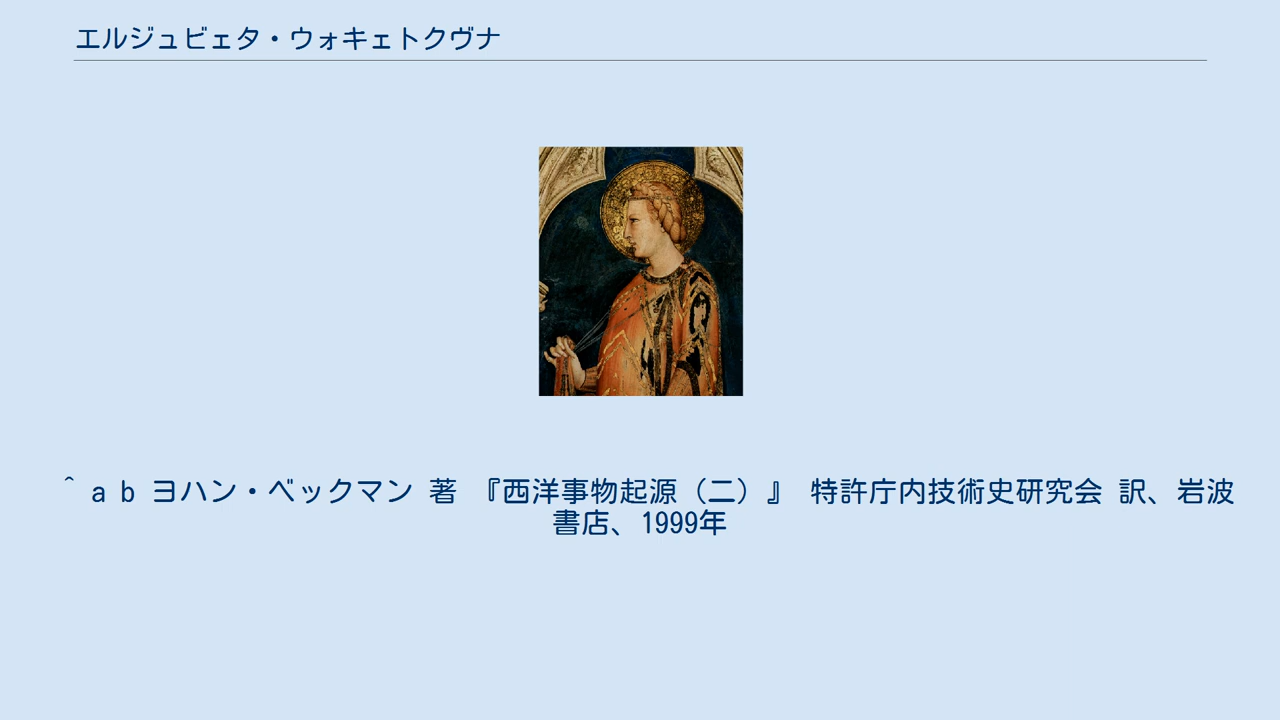 エルジュビェタ・ウォキェトクヴナ
^ a b ヨハン・ベックマン 著 『西洋事物起源（二）』 特許庁内技術史研究会 訳、岩波
書店、1999年